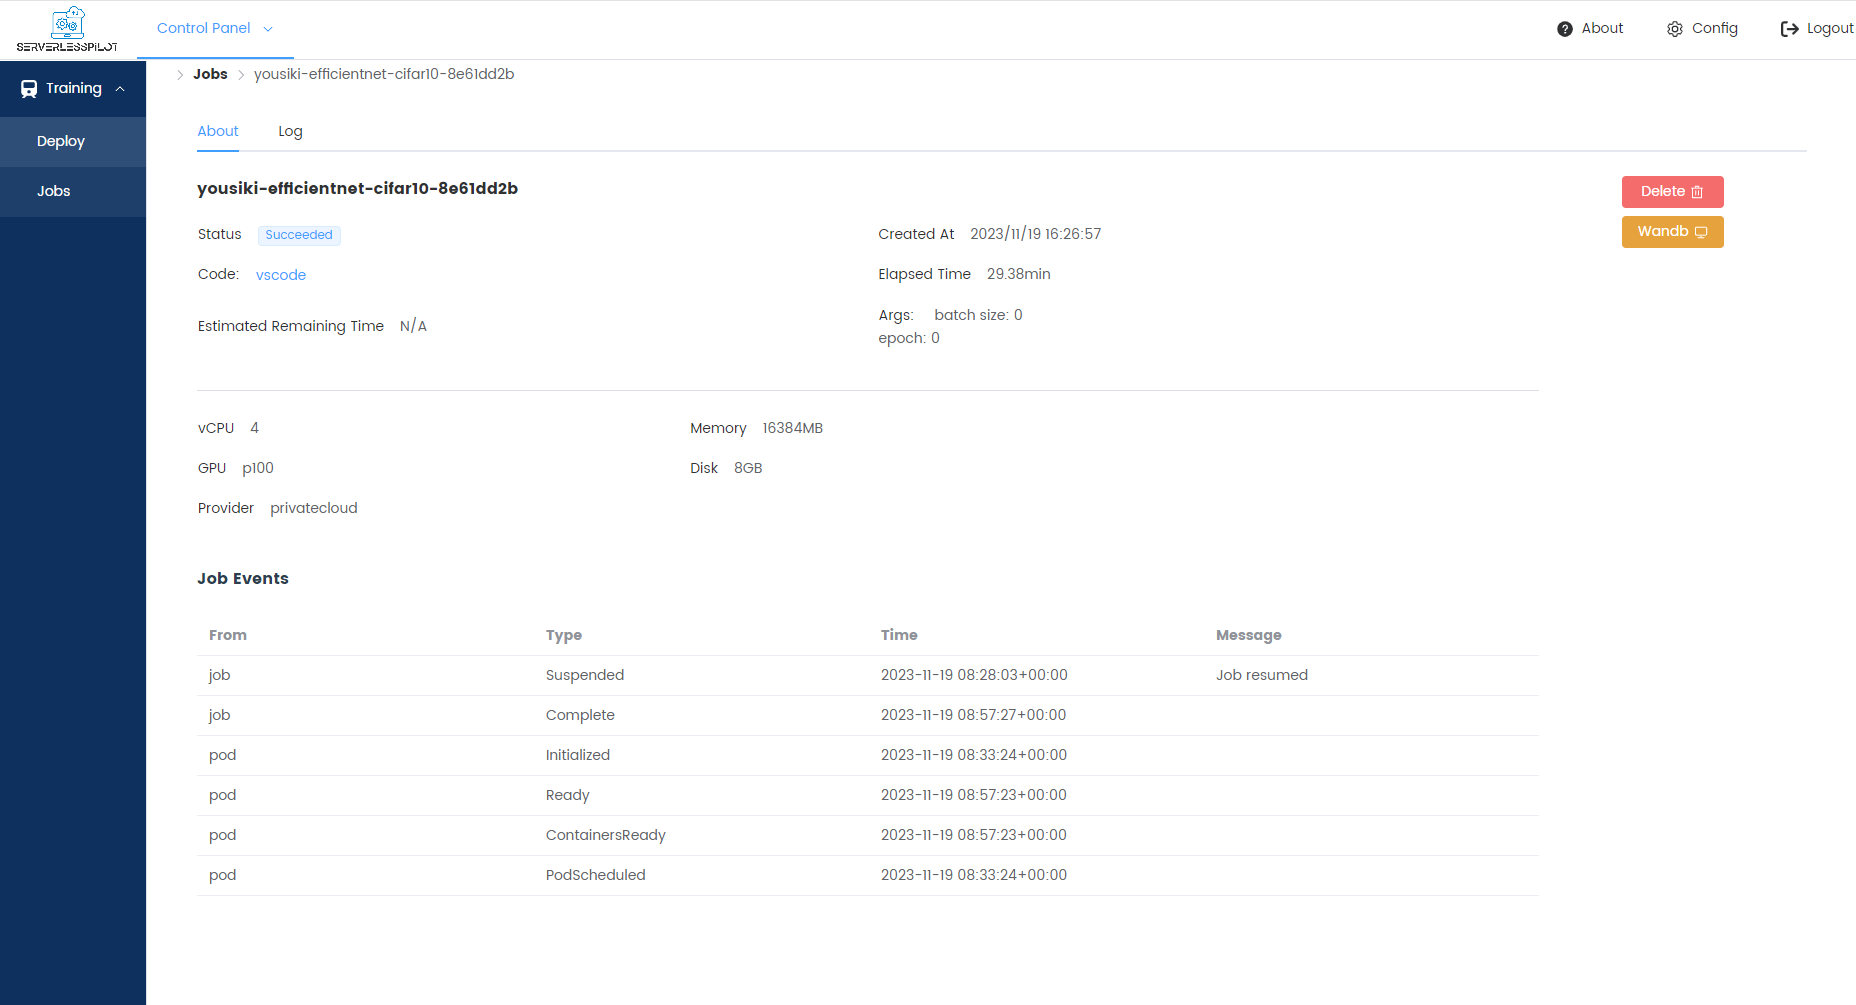 SERVERLESSPILOT
Control Panel
About
Config
Logout
Training
Deploy
Jobs
Jobs
yousiki-efficientnet-cifar10-8e61dd2b
About
Log
yousiki-efficientnet-cifar10-8e61dd2b
Delete
Wandb
Status Succeeded
Created At 2023/11/19 16:26:57
Code: vscode
Elapsed Time 29.38min
Estimated Remaining Time N/A
Args: batch size: 0
epoch: 0
vCPU 4
Memory 16384MB
GPU p100
Disk 8GB
Provider privatecloud
Job Events
From Type Time Message
job Suspended 2023-11-19 08:28:03+00:00 Job resumed
job Complete 2023-11-19 08:57:27+00:00
pod Initialized 2023-11-19 08:33:24+00:00
pod Ready 2023-11-19 08:57:23+00:00
pod ContainersReady 2023-11-19 08:57:23+00:00
pod PodScheduled 2023-11-19 08:33:24+00:00